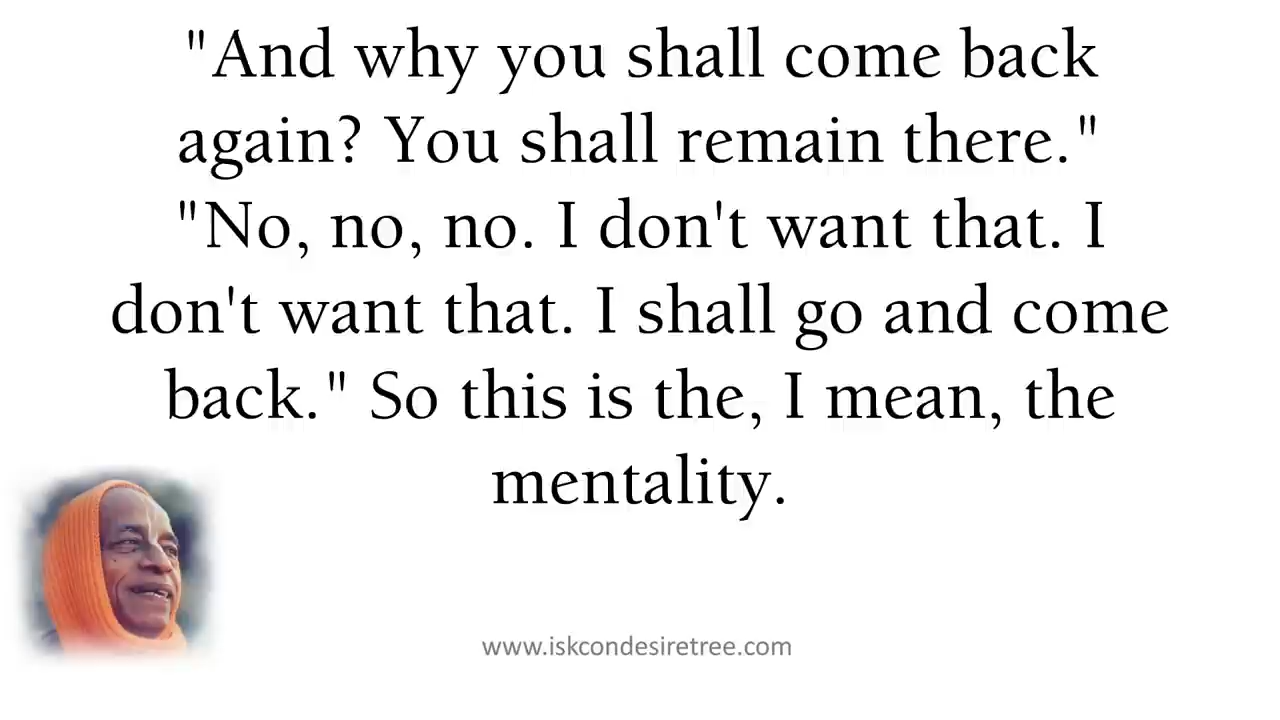 "And why you shall come back
again? You shall remain there."
"No, no, no. I don't want that. I
don't want that. I shall go and come
back." So this is the, I mean, the
mentality.
www.iskcondesiretree.com